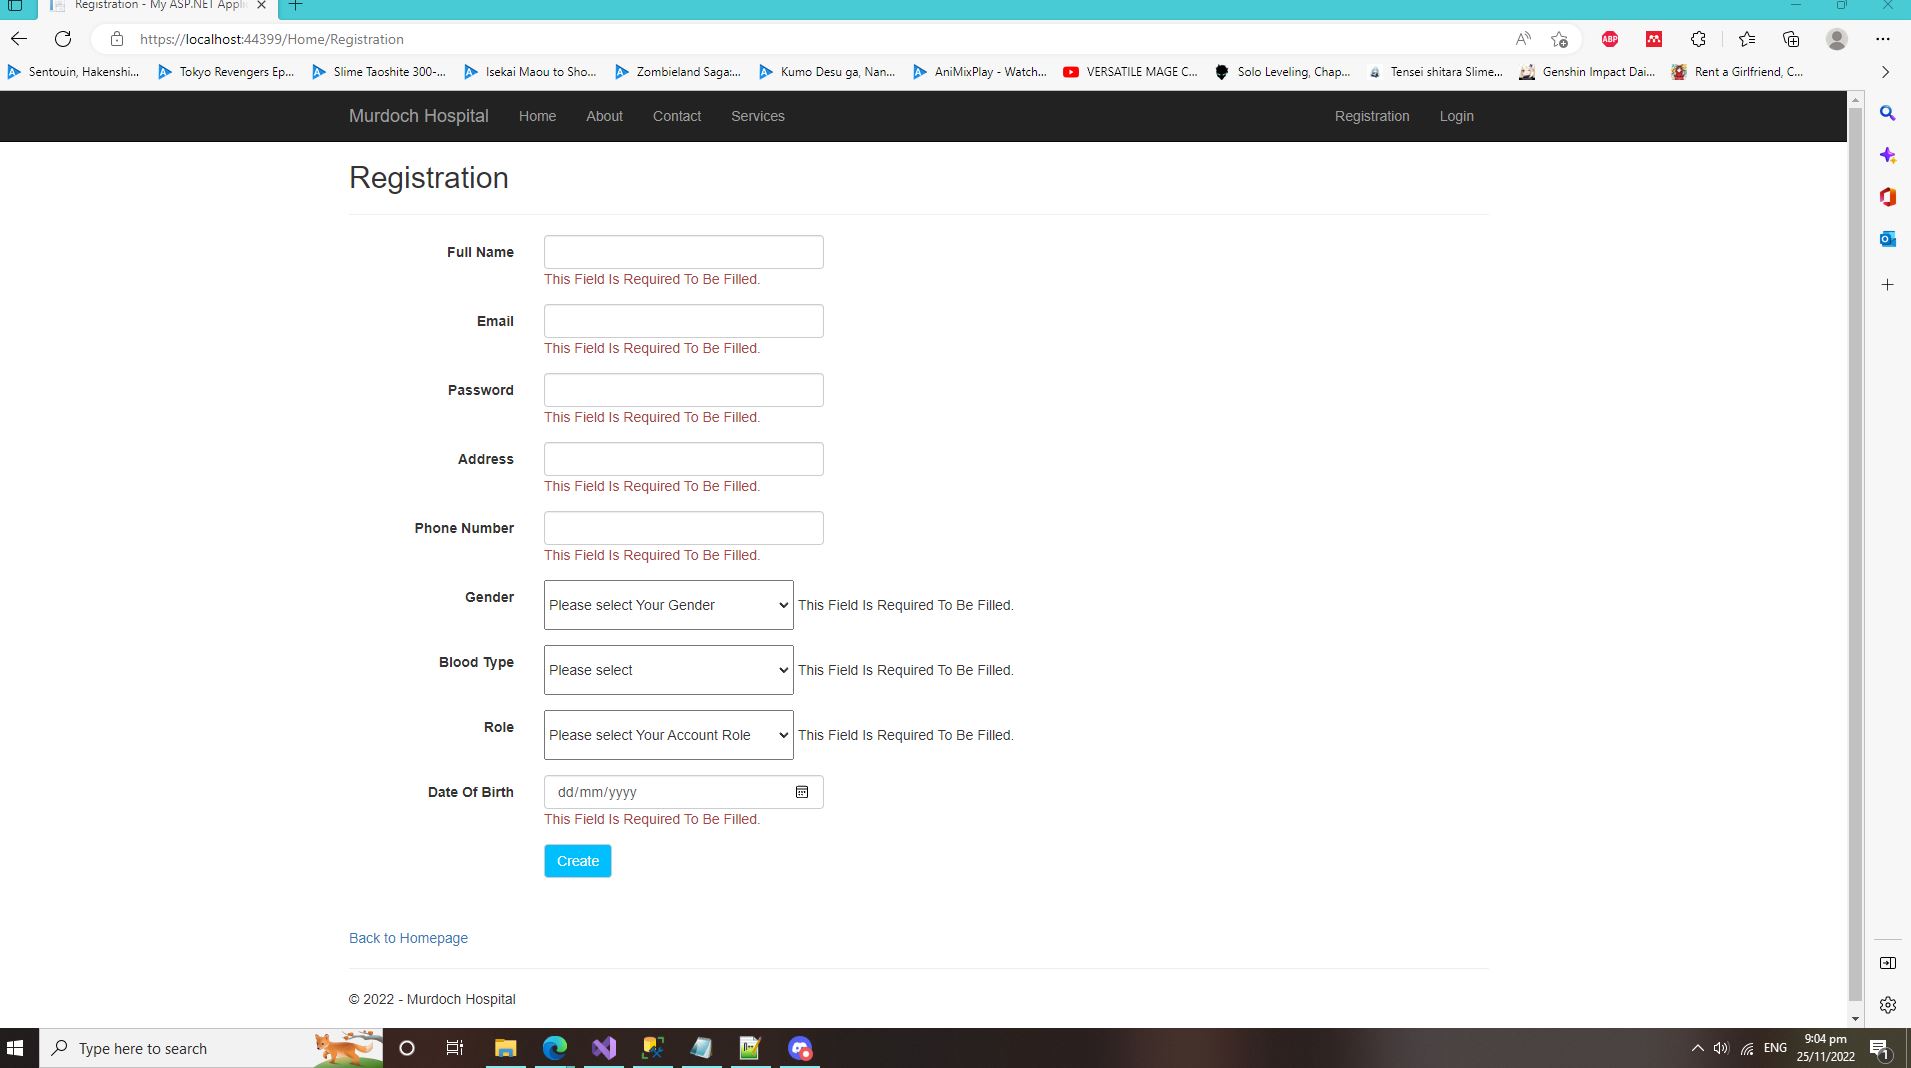 Registration - My ASP.NET Applic
https://localhost:44399/Home/Registration
ABP
Sentouin, Hakenshi...
Tokyo Revengers Ep...
Slime Taoshite 300-...
Isekai Maou to Sho...
Zombieland Saga:...
Kumo Desu ga, Nan...
AniMixPlay - Watch...
VERSATILE MAGE C...
Solo Leveling, Chap...
Tensei shitara Slime...
Genshin Impact Dai...
Rent a Girlfriend, C...
Murdoch Hospital
Home
About
Contact
Services
Registration
Login
Registration
Full Name
This Field Is Required To Be Filled.
Email
This Field Is Required To Be Filled.
Password
This Field Is Required To Be Filled.
Address
This Field Is Required To Be Filled.
Phone Number
This Field Is Required To Be Filled.
Gender
Please select Your Gender
This Field Is Required To Be Filled.
Blood Type
Please select
This Field Is Required To Be Filled.
Role
Please select Your Account Role
This Field Is Required To Be Filled.
Date Of Birth
dd/mm/yyyy
This Field Is Required To Be Filled.
Create
Back to Homepage
© 2022 - Murdoch Hospital
Type here to search
ENG
9:04 pm
25/11/2022
1